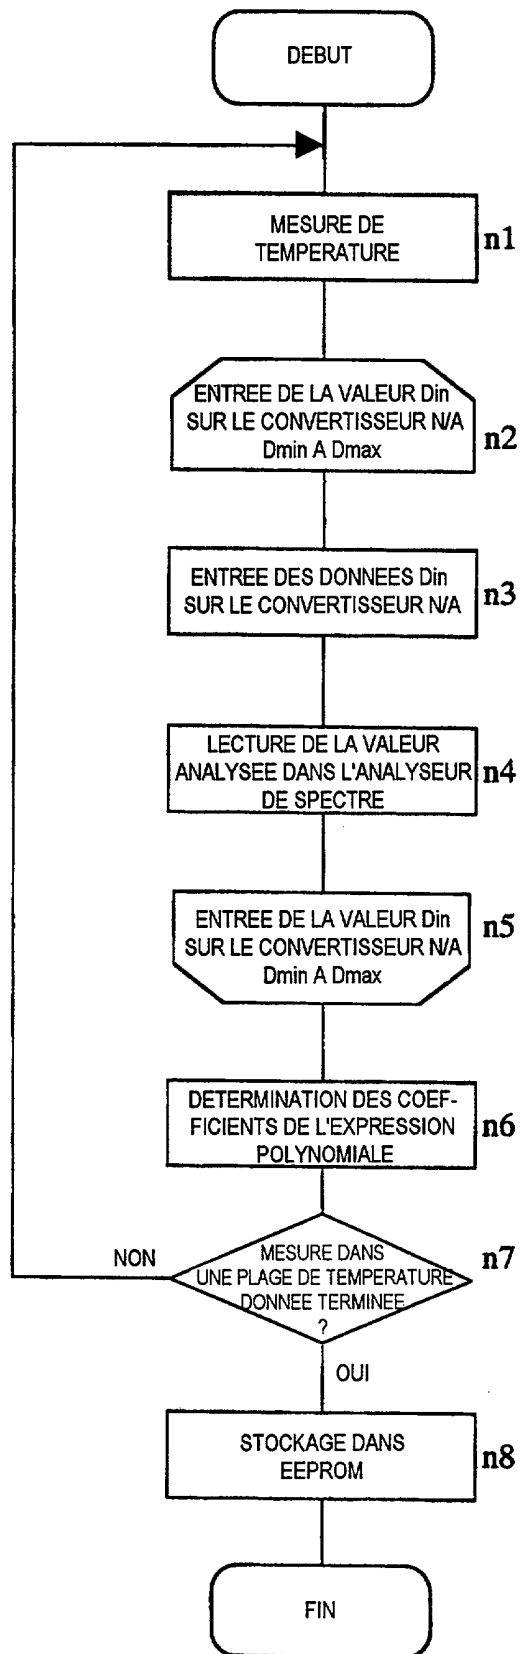 DEBUT
MESURE DE
TEMPERATURE
n1
ENTREE DE LA VALEUR Din
SUR LE CONVERTISSEUR N/A
Dmin A Dmax
n2
ENTREE DES DONNEES Din
SUR LE CONVERTISSEUR N/A
n3
LECTURE DE LA VALEUR
ANALYSEE DANS L'ANALYSEUR
DE SPECTRE
n4
ENTREE DE LA VALEUR Din
SUR LE CONVERTISSEUR N/A
Dmin A Dmax
n5
DETERMINATION DES COEF-
FICIENTS DE L'EXPRESSION
POLYNOMIALE
n6
MESURE DANS
UNE PLAGE DE TEMPERATURE
DONNEE TERMINEE
?
n7
NON
OUI
STOCKAGE DANS
EEPROM
n8
FIN